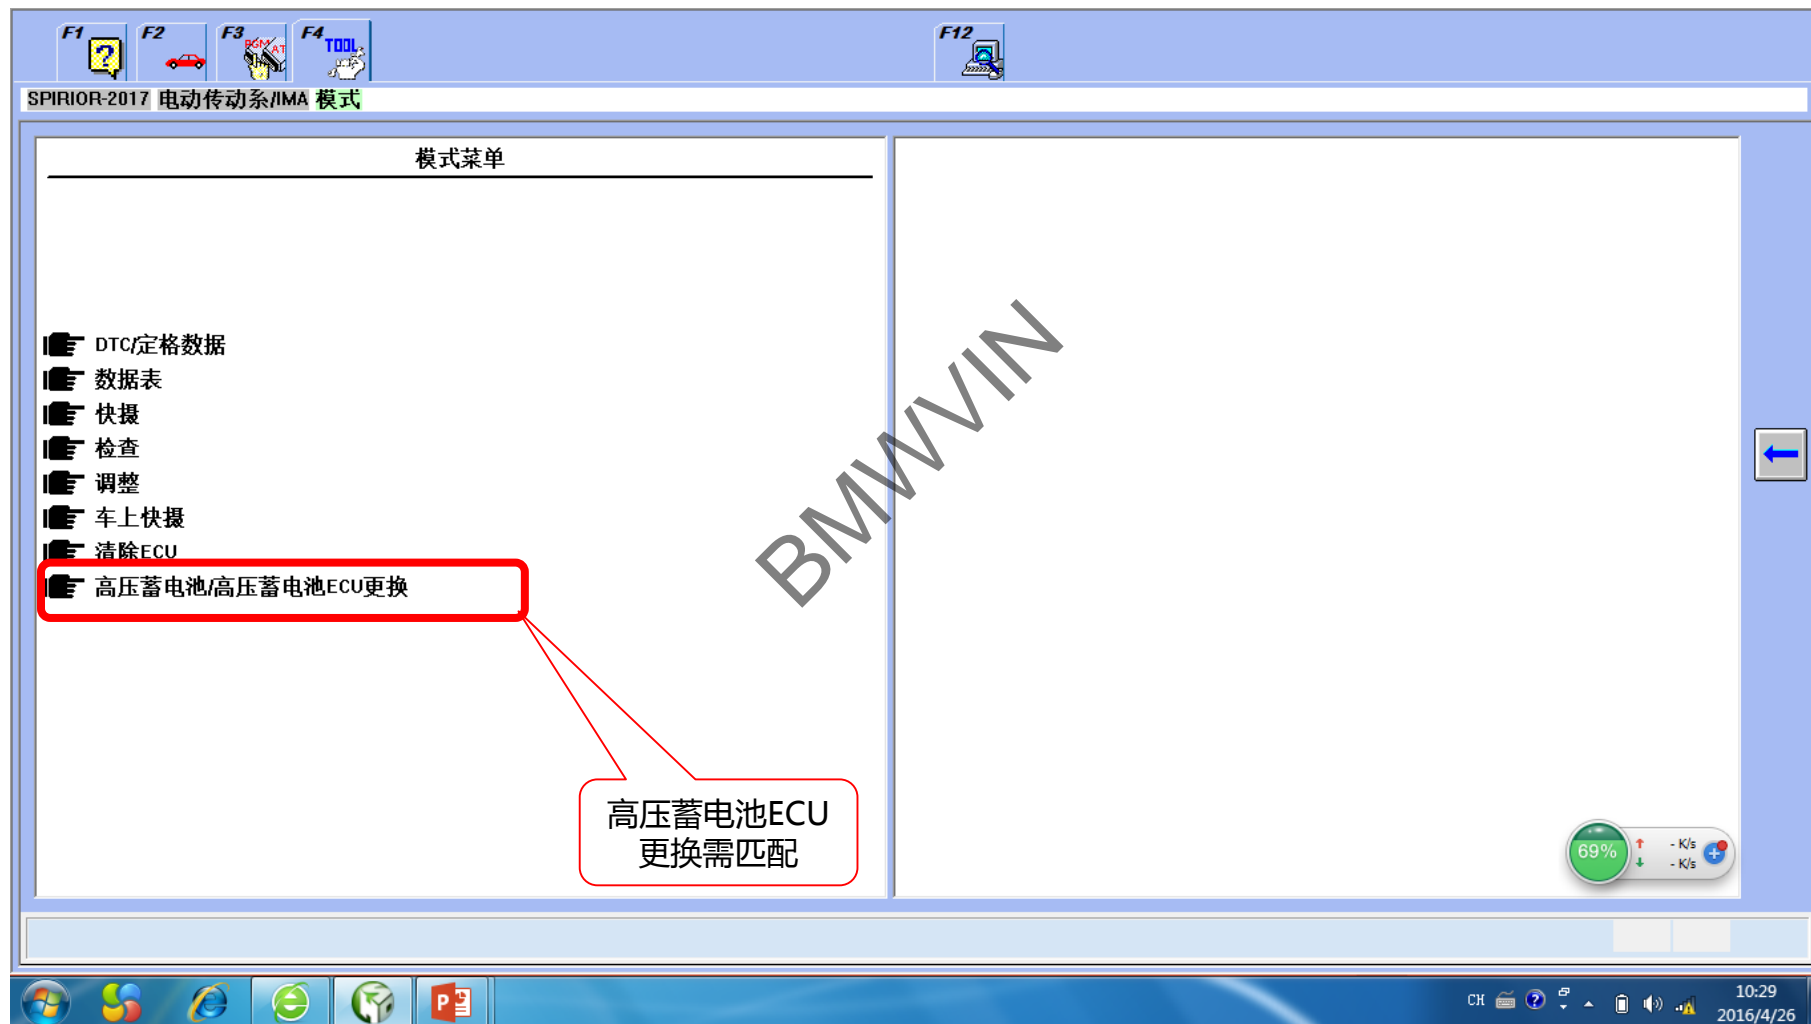 F1
F2
F3
PGM AT
F4
TOOL
F12
SPIRIOR-2017 电动传动系/IMA 模式
模式菜单
DTC/定格数据
数据表
快摄
检查
调整
车上快摄
清除ECU
高压蓄电池/高压蓄电池ECU更换
BMWVIN
高压蓄电池ECU
更换需匹配
69%
- K/s
- K/s
CH
10:29
2016/4/26